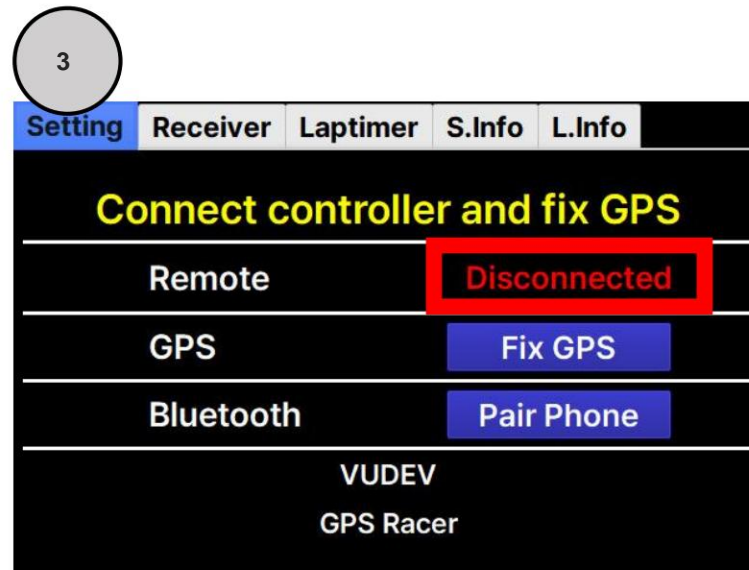 3
Setting Receiver Laptimer S.Info L.Info
Connect controller and fix GPS
Remote Disconnected
GPS Fix GPS
Bluetooth Pair Phone
VUDEV
GPS Racer